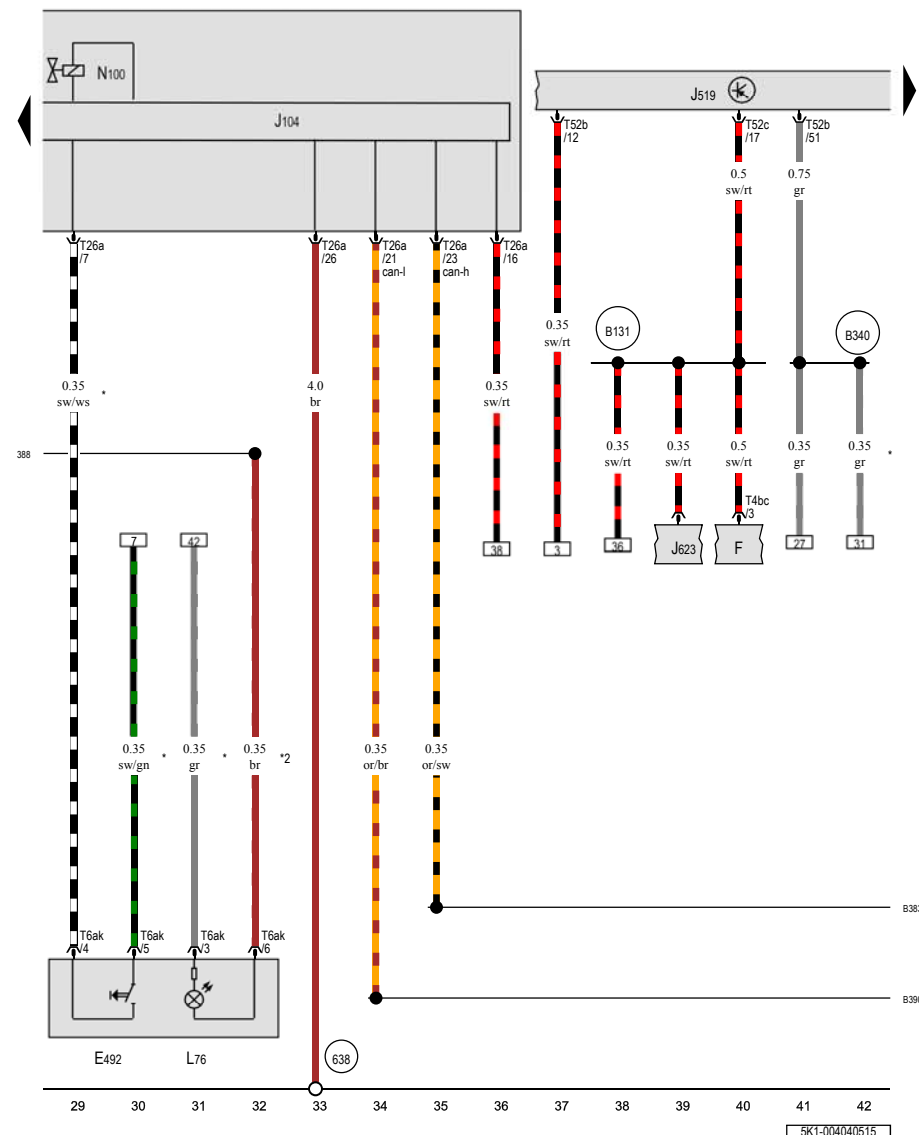 N100
J104
J519
T52b
/12
T52c
/17
T52b
/51
0.5
sw/rt
0.75
gr
T26a
/7
T26a
/26
T26a
/21
can-l
T26a
/23
can-h
T26a
/16
0.35
sw/rt
B131
B340
0.35
sw/ws
*
4.0
br
0.35
sw/rt
388
0.35
sw/rt
0.35
sw/rt
0.5
sw/rt
0.35
gr
0.35
gr
*
T4bc
/3
7
42
38
3
36
J623
F
27
31
0.35
sw/gn
*
0.35
gr
*
0.35
br
*2
0.35
or/br
0.35
or/sw
T6ak
/4
T6ak
/5
T6ak
/3
T6ak
/6
E492
L76
638
29 30 31 32 33 34 35 36 37 38 39 40 41 42
5K1-004040515